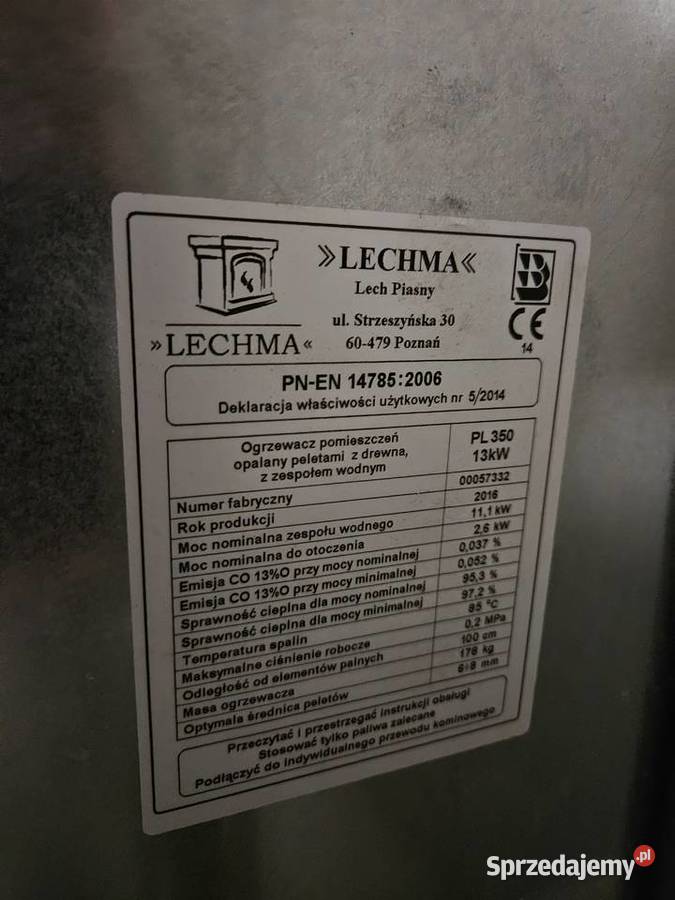 »LECHMA«
Lech Piasny
ul. Strzeszyńska 30
60-479 Poznań
»LECHMA«
B
CE
14
PN-EN 14785:2006
Deklaracja właściwości użytkowych nr 5/2014
Ogrzewacz pomieszczeń
opalany peletami z drewna,
z zespołem wodnym
PL 350
13kW
Numer fabryczny 00057332
Rok produkcji 2016
Moc nominalna zespołu wodnego 11,1 kW
Moc nominalna do otoczenia 2,6 kW
Emisja CO 13%O przy mocy nominalnej 0,037 %
Emisja CO 13%O przy mocy minimalnej 0,052 %
Sprawność cieplna dla mocy nominalnej 95,3 %
Sprawność cieplna dla mocy minimalnej 97,2 %
Temperatura spalin 85 °C
Maksymalne ciśnienie robocze 0,2 MPa
Odległość od elementów palnych 100 cm
Masa ogrzewacza 178 kg
Optymala średnica peletów 6÷8 mm
Przeczytać i przestrzegać instrukcji obsługi
Stosować tylko paliwa zalecane
Podłączyć do indywidualnego przewodu kominowego
Sprzedajemy.pl